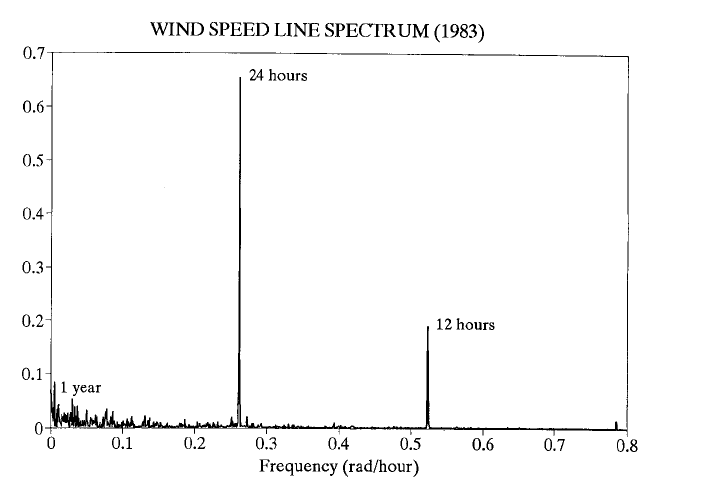 WIND SPEED LINE SPECTRUM (1983)
0.7
24 hours
0.6
0.5
0.4
0.3
0.2
12 hours
0.1
1 year
0
0 0.1 0.2 0.3 0.4 0.5 0.6 0.7 0.8
Frequency (rad/hour)